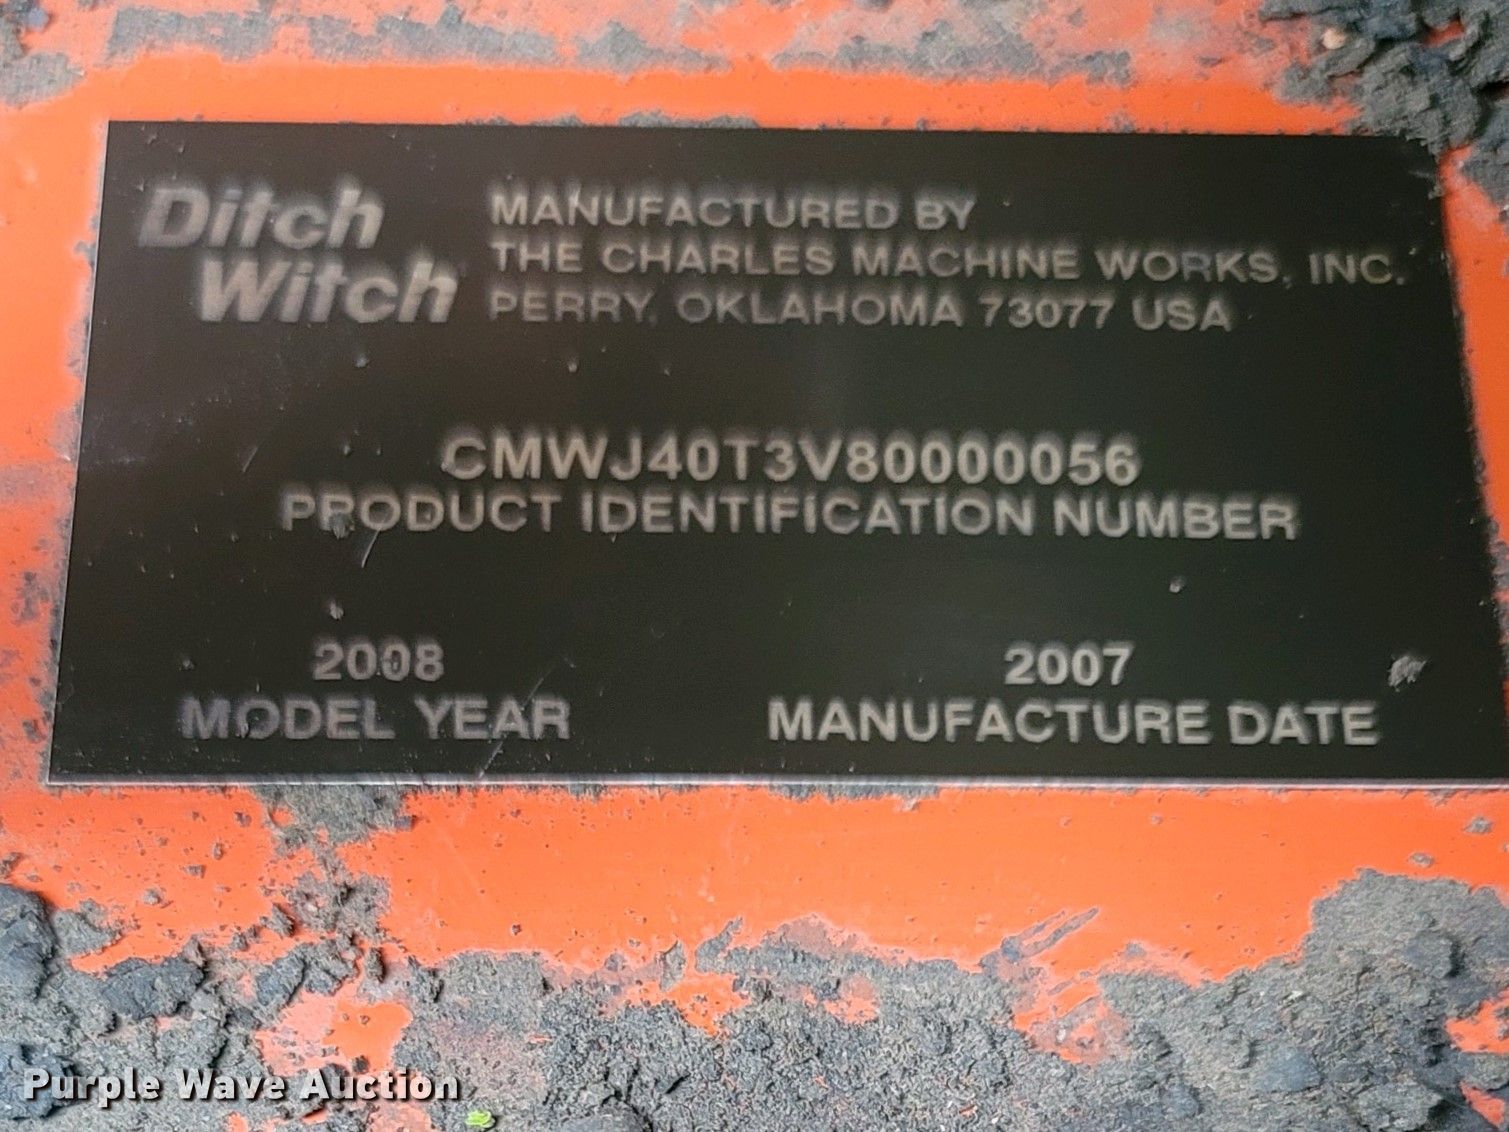 Ditch
Witch
MANUFACTURED BY
THE CHARLES MACHINE WORKS, INC.
PERRY, OKLAHOMA 73077 USA
CMWJ40T3V80000056
PRODUCT IDENTIFICATION NUMBER
2008
MODEL YEAR
2007
MANUFACTURE DATE
Purple Wave Auction